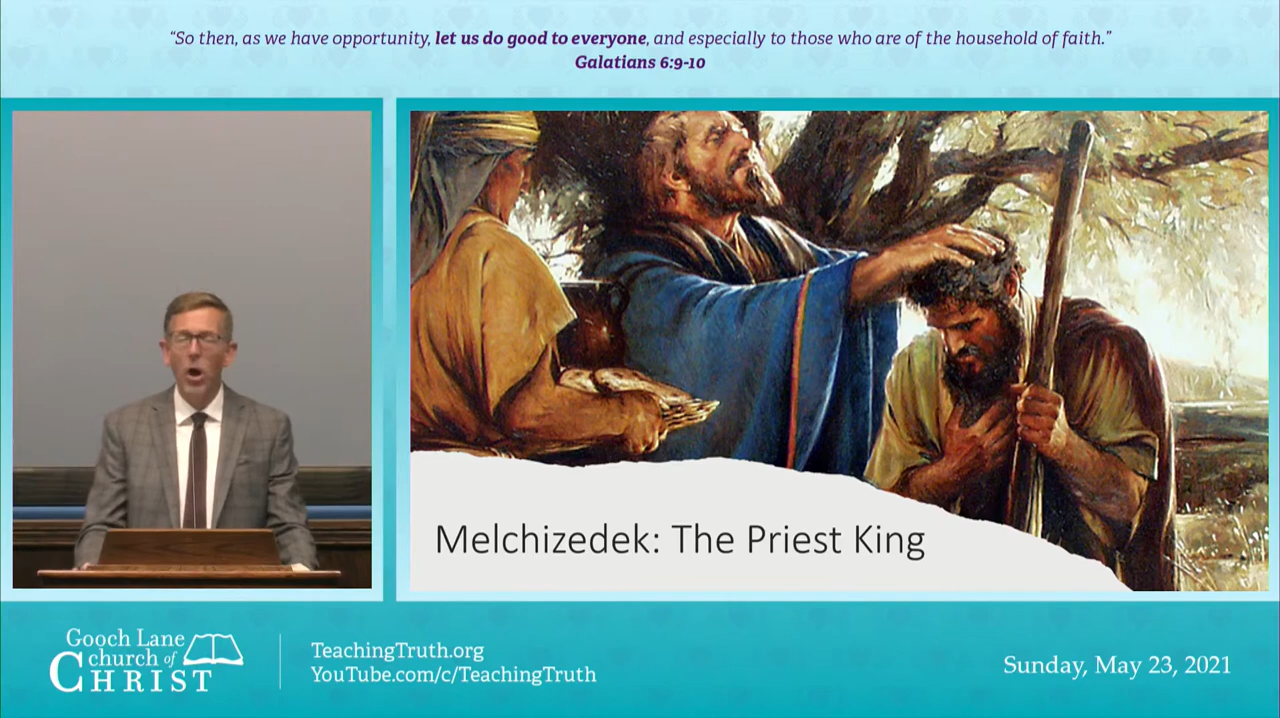 “So then, as we have opportunity, let us do good to everyone, and especially to those who are of the household of faith.”
Galatians 6:9-10
Melchizedek: The Priest King
Gooch Lane
church of
CHRIST
TeachingTruth.org
YouTube.com/c/TeachingTruth
Sunday, May 23, 2021